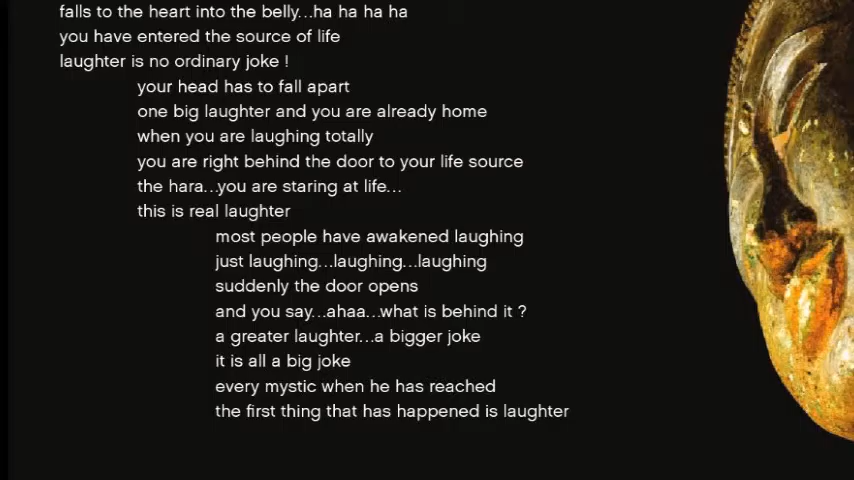 falls to the heart into the belly...ha ha ha ha
you have entered the source of life
laughter is no ordinary joke !
your head has to fall apart
one big laughter and you are already home
when you are laughing totally
you are right behind the door to your life source
the hara...you are staring at life...
this is real laughter
most people have awakened laughing
just laughing...laughing...laughing
suddenly the door opens
and you say...ahaa...what is behind it ?
a greater laughter...a bigger joke
it is all a big joke
every mystic when he has reached
the first thing that has happened is laughter